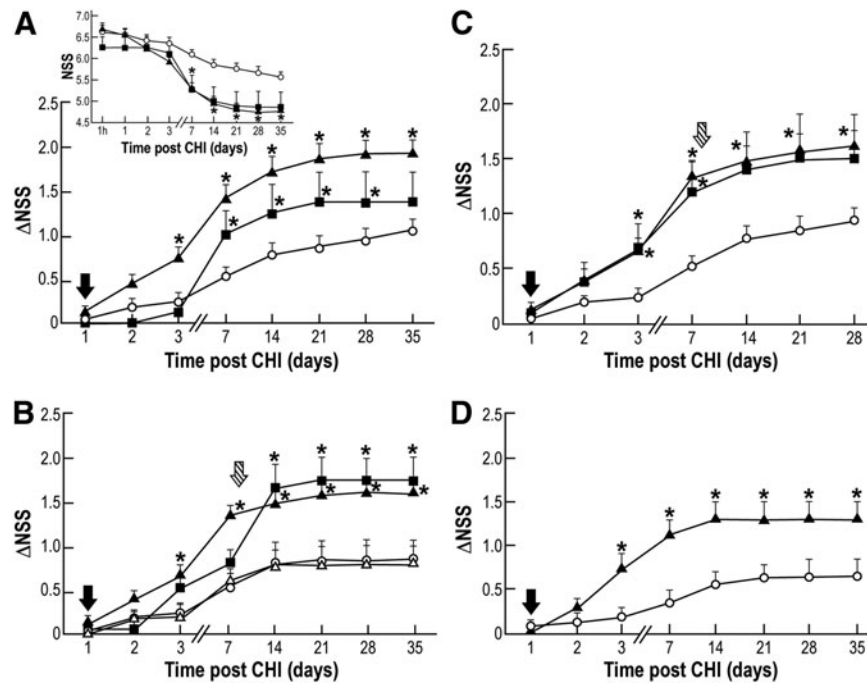 A
NSS
7.0
6.5
6.0
5.5
5.0
4.5
4.0
1h 1 2 3 7 14 21 28 35
Time post CHI (days)
* * * * *
ΔNSS
2.5
2.0
1.5
1.0
0.5
0
* * * * * *
* * * *
1 2 3 7 14 21 28 35
Time post CHI (days)
B
ΔNSS
2.5
2.0
1.5
1.0
0.5
0
* * * *
* * * * * *
1 2 3 7 14 21 28 35
Time post CHI (days)
C
ΔNSS
2.5
2.0
1.5
1.0
0.5
0
* * * * *
* *
1 2 3 7 14 21 28
Time post CHI (days)
D
ΔNSS
2.5
2.0
1.5
1.0
0.5
0
* * * * * *
1 2 3 7 14 21 28 35
Time post CHI (days)